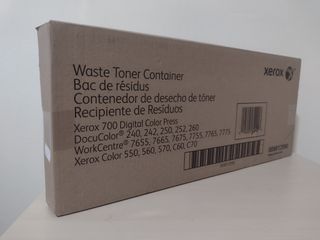 Waste Toner Container
Bac de résidus
Contenedor de desecho de tóner
Recipiente de Resíduos
Xerox 700 Digital Color Press
DocuColor 240, 242, 250, 252, 260
WorkCentre 7655, 7665, 7675, 7755, 7765, 7775
Xerox Color 550, 560, 570, C60, C70
xerox